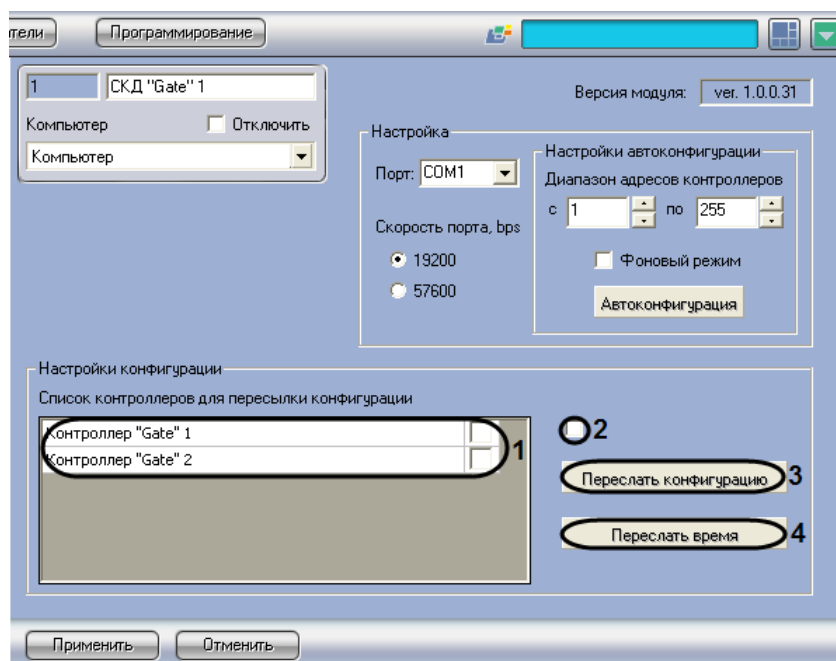 тели
Программирование
1
СКД "Gate" 1
Компьютер
Отключить
Компьютер
Версия модуля:
ver. 1.0.0.31
Настройка
Порт:
COM1
Скорость порта, bps
19200
57600
Настройки автоконфигурации
Диапазон адресов контроллеров
с
1
по
255
Фоновый режим
Автоконфигурация
Настройки конфигурации
Список контроллеров для пересылки конфигурации
Контроллер "Gate" 1
Контроллер "Gate" 2
1
2
Переслать конфигурацию
3
Переслать время
4
Применить
Отменить